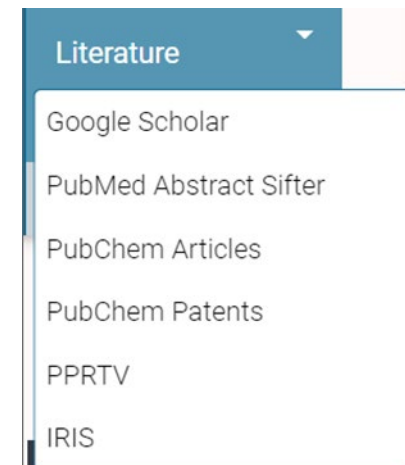 Literature
Google Scholar
PubMed Abstract Sifter
PubChem Articles
PubChem Patents
PPRTV
IRIS